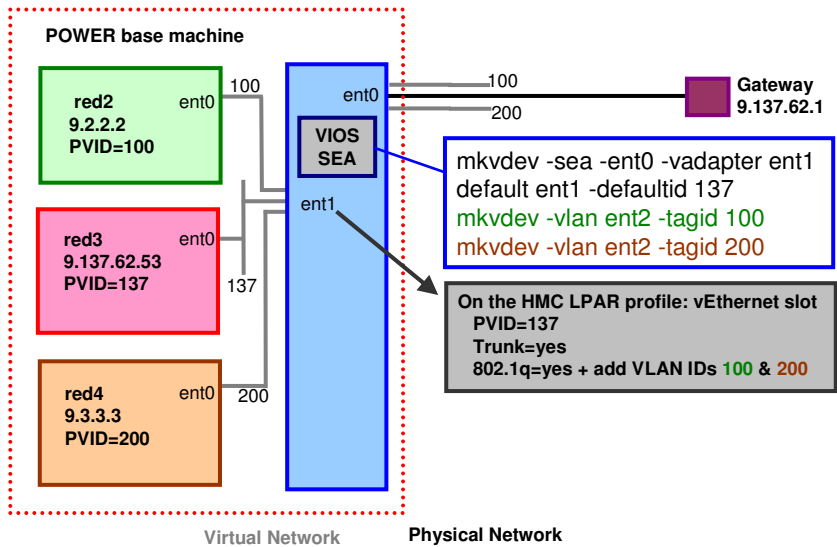 POWER base machine
red2
9.2.2.2
PVID=100
ent0
100
red3
9.137.62.53
PVID=137
ent0
137
red4
9.3.3.3
PVID=200
ent0
200
ent0
VIOS
SEA
ent1
100
200
Gateway
9.137.62.1
mkvdev -sea -ent0 -vadapter ent1
default ent1 -defaultid 137
mkvdev -vlan ent2 -tagid 100
mkvdev -vlan ent2 -tagid 200
On the HMC LPAR profile: vEthernet slot
PVID=137
Trunk=yes
802.1q=yes + add VLAN IDs 100 & 200
Virtual Network
Physical Network